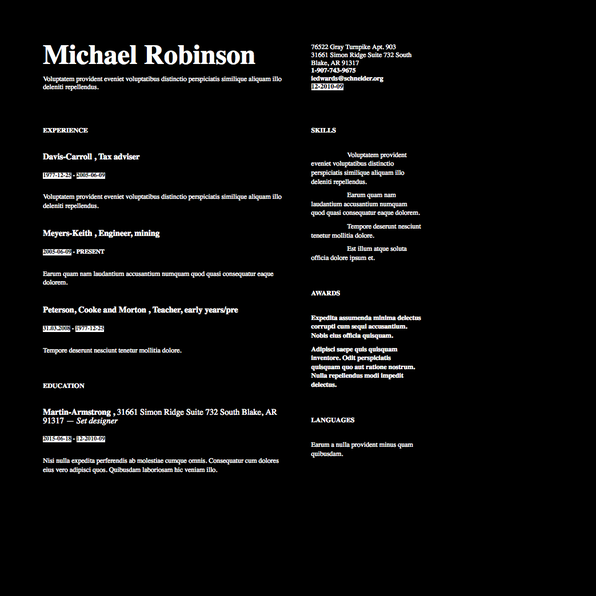 Michael Robinson
Voluptatem provident eveniet voluptatibus distinctio perspiciatis similique aliquam illo
deleniti repellendus.
76522 Gray Turnpike Apt. 903
31661 Simon Ridge Suite 732 South
Blake, AR 91317
1-907-743-9675
iedwards@schneider.org
12-2010-09
EXPERIENCE
Davis-Carroll , Tax adviser
1977-12-25 - 2005-06-09
Voluptatem provident eveniet voluptatibus distinctio perspiciatis similique aliquam illo
deleniti repellendus.
Meyers-Keith , Engineer, mining
2005-06-09 - PRESENT
Earum quam nam laudantium accusantium numquam quod quasi consequatur eaque
dolorem.
Peterson, Cooke and Morton , Teacher, early years/pre
31.03.2008 - 1977-12-25
Tempore deserunt nesciunt tenetur mollitia dolore.
EDUCATION
Martin-Armstrong , 31661 Simon Ridge Suite 732 South Blake, AR
91317 — Set designer
2015-06-18 - 12-2010-09
Nisi nulla expedita perferendis ab molestiae cumque omnis. Consequatur cum dolores
eius vero adipisci quos. Quibusdam laboriosam hic veniam illo.
SKILLS
Voluptatem provident
eveniet voluptatibus distinctio
perspiciatis similique aliquam illo
deleniti repellendus.
Earum quam nam
laudantium accusantium numquam
quod quasi consequatur eaque dolorem.
Tempore deserunt nesciunt
tenetur mollitia dolore.
Est illum atque soluta
officia dolore ipsum et.
AWARDS
Expedita assumenda minima delectus
corrupti cum sequi accusantium.
Nobis eius officia quisquam.
Adipisci saepe quis quisquam
inventore. Odit perspiciatis
quisquam quo aut ratione nostrum.
Nulla repellendus modi impedit
delectus.
LANGUAGES
Earum a nulla provident minus quam
quibusdam.